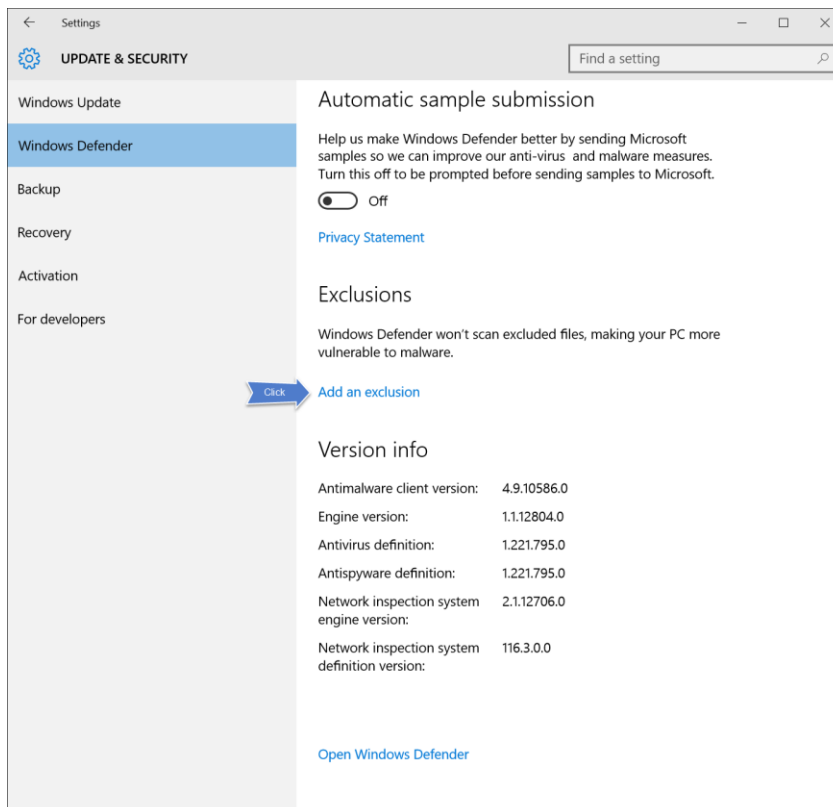 Settings
UPDATE & SECURITY
Find a setting
Windows Update
Windows Defender
Backup
Recovery
Activation
For developers
Automatic sample submission
Help us make Windows Defender better by sending Microsoft
samples so we can improve our anti-virus and malware measures.
Turn this off to be prompted before sending samples to Microsoft.
Off
Privacy Statement
Exclusions
Windows Defender won't scan excluded files, making your PC more
vulnerable to malware.
Click
Add an exclusion
Version info
Antimalware client version: 4.9.10586.0
Engine version: 1.1.12804.0
Antivirus definition: 1.221.795.0
Antispyware definition: 1.221.795.0
Network inspection system 2.1.12706.0
engine version:
Network inspection system 116.3.0.0
definition version:
Open Windows Defender